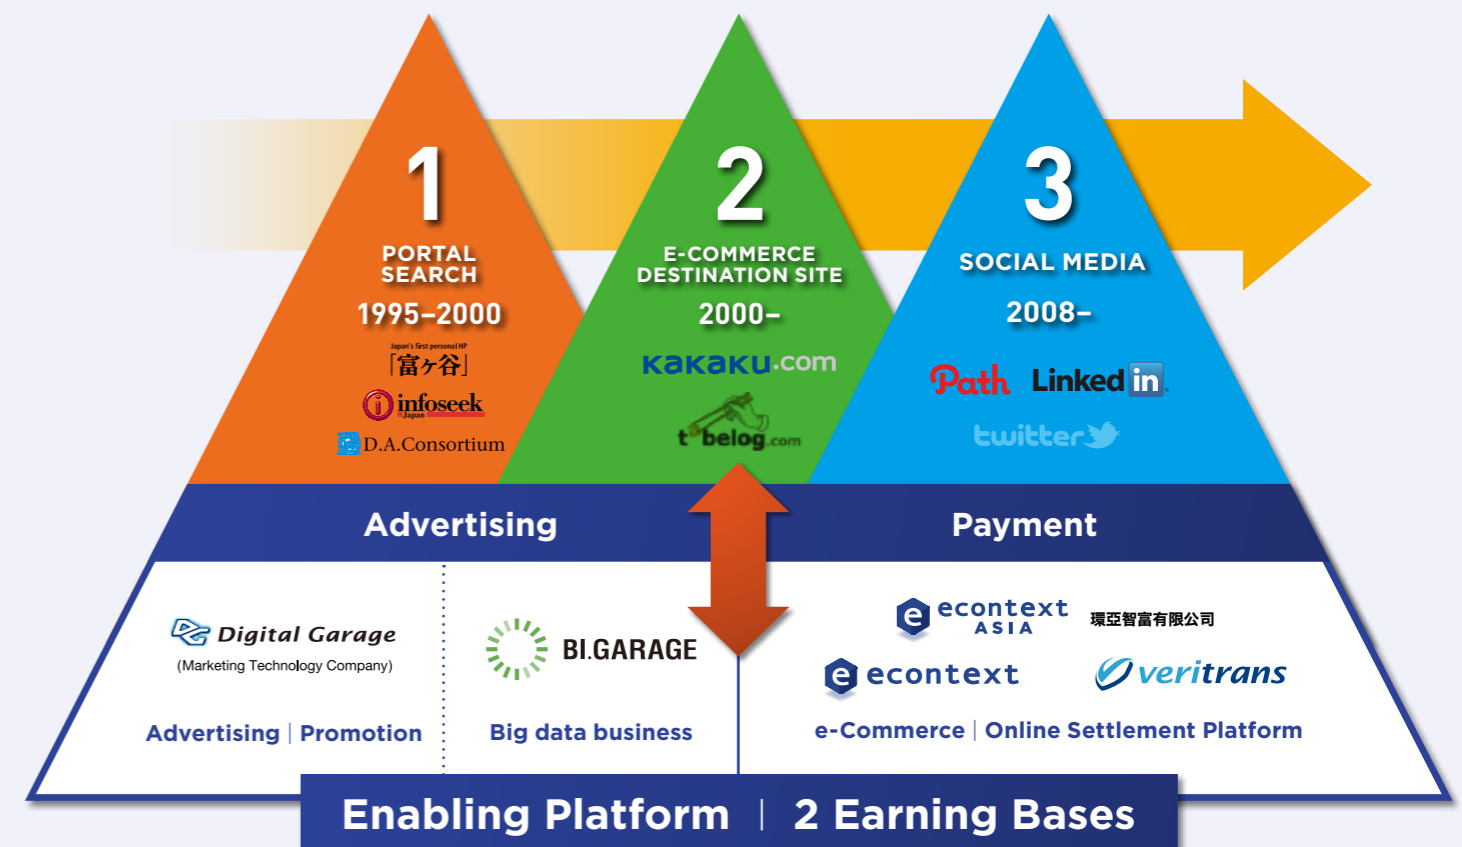 1
PORTAL
SEARCH
1995–2000
Japan's first personal HP
「富ヶ谷」
infoseek
Japan
D.A.Consortium
2
E-COMMERCE
DESTINATION SITE
2000–
KaKaKU.com
t belog.com
3
SOCIAL MEDIA
2008–
Path
Linked in
twitter
Advertising
Payment
Digital Garage
(Marketing Technology Company)
Advertising | Promotion
BI.GARAGE
Big data business
e econtext
ASIA
環亞智富有限公司
e econtext
veritrans
e-Commerce | Online Settlement Platform
Enabling Platform | 2 Earning Bases